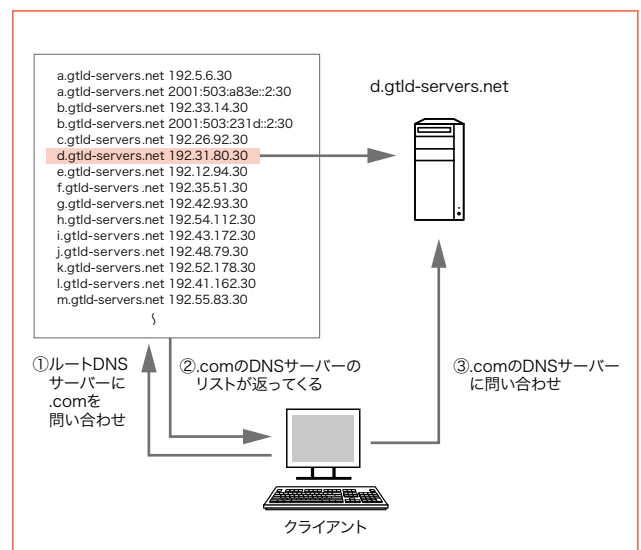 a.gtld-servers.net 192.5.6.30
a.gtld-servers.net 2001:503:a83e::2:30
b.gtld-servers.net 192.33.14.30
b.gtld-servers.net 2001:503:231d::2:30
c.gtld-servers.net 192.26.92.30
d.gtld-servers.net 192.31.80.30
e.gtld-servers.net 192.12.94.30
f.gtld-servers.net 192.35.51.30
g.gtld-servers.net 192.42.93.30
h.gtld-servers.net 192.54.112.30
i.gtld-servers.net 192.43.172.30
j.gtld-servers.net 192.48.79.30
k.gtld-servers.net 192.52.178.30
l.gtld-servers.net 192.41.162.30
m.gtld-servers.net 192.55.83.30
〜
d.gtld-servers.net
①ルートDNS
サーバーに
.comを
問い合わせ
②.comのDNSサーバーの
リストが返ってくる
③.comのDNSサーバー
に問い合わせ
クライアント